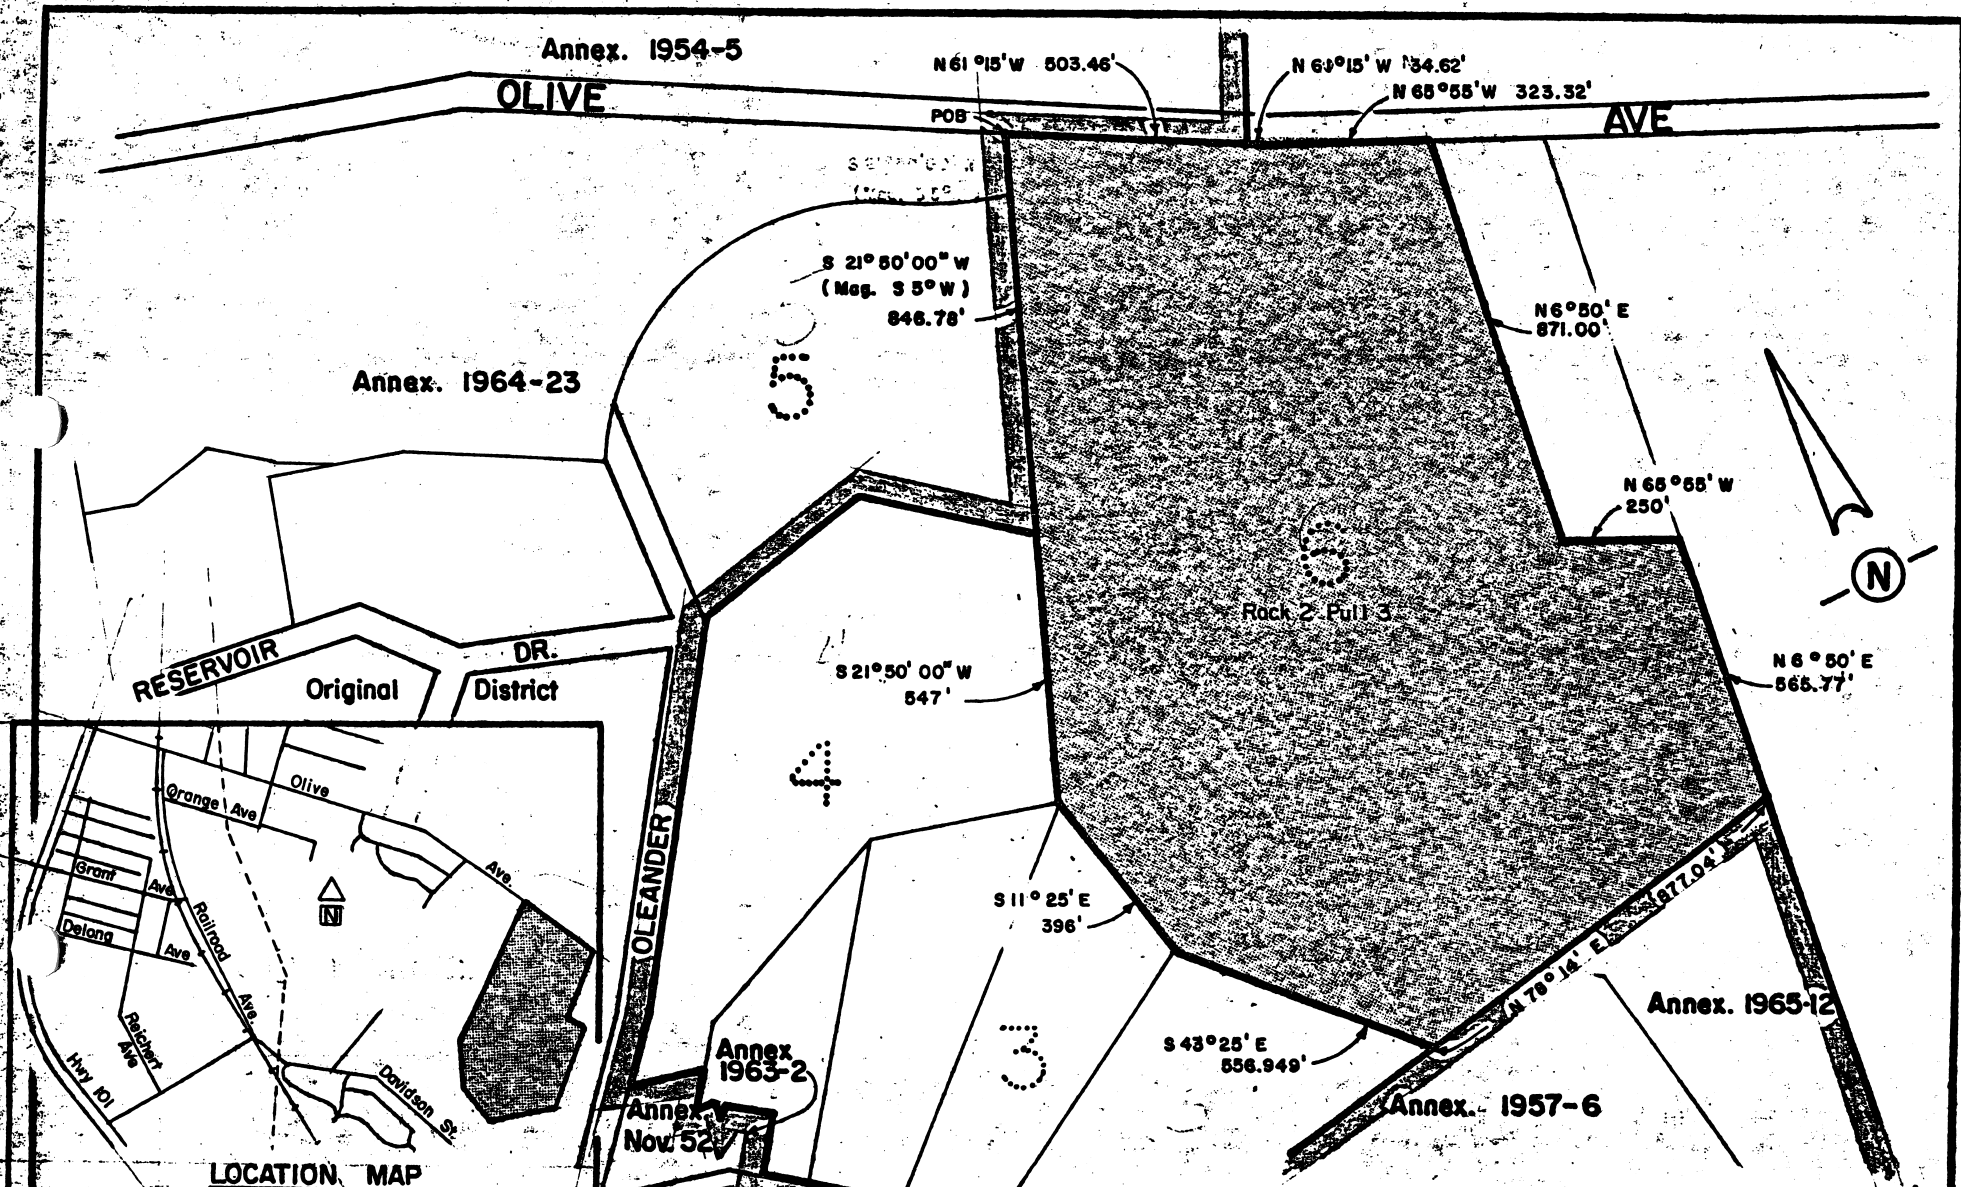 Annex. 1954-5
OLIVE
AVE
N 61°15' W 503.46'
N 65°55' W 323.32'
POB
S 21°50'00" W
(Mag. S 5° W)
846.78'
Annex. 1964-23
5
N 6°50' E
871.00'
N 65°55' W
250'
N
6
Rack 2 Pull 3
RESERVOIR
DR.
Original District
S 21°50'00" W
547'
N 6°50' E
565.77'
4
OLEANDER
S 11°25' E
396'
877.04'
N 78°14' E
Annex. 1965-12
3
S 43°25' E
556.949'
Annex
1963-2
Annex.
Nov. 52
Annex. 1957-6
Orange Ave
Olive
Ave.
Grant
Ave
Delong
Ave
Railroad
Ave.
N
Reichert
Ave
Hwy 101
Davidson St.
LOCATION MAP